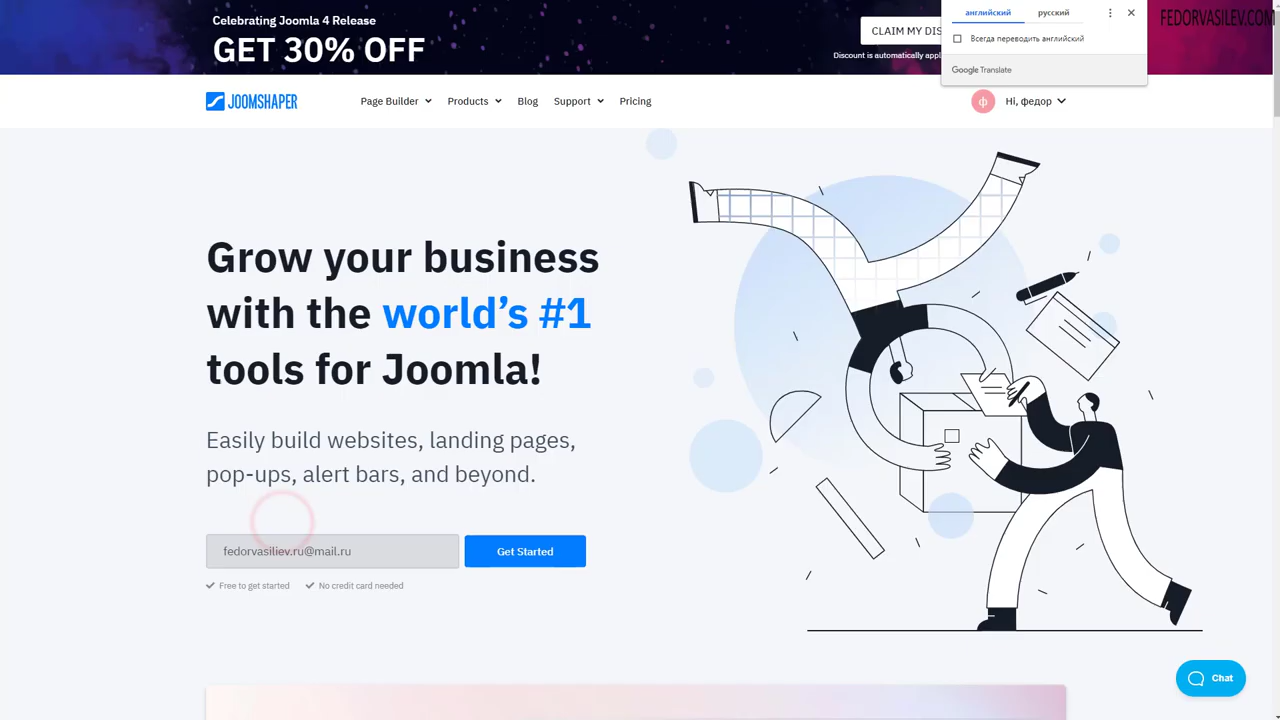 Celebrating Joomla 4 Release
GET 30% OFF
CLAIM MY DIS
Discount is automatically appl
английский
русский
Всегда переводить английский
Google Translate
FEDORVASILEV.COM
JOOMSHAPER
Page Builder
Products
Blog
Support
Pricing
ф
Hi, федор
Grow your business
with the world's #1
tools for Joomla!
Easily build websites, landing pages,
pop-ups, alert bars, and beyond.
fedorvasiliev.ru@mail.ru
Get Started
Free to get started
No credit card needed
Chat